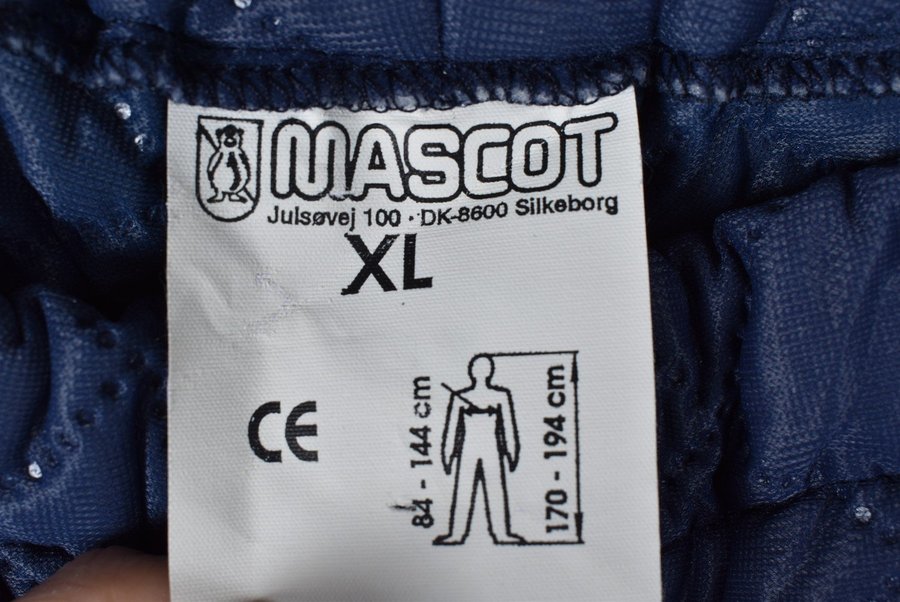 MASCOT
Julsøvej 100 · DK-8600 Silkeborg
XL
CE
84 - 144 cm
170 - 194 cm